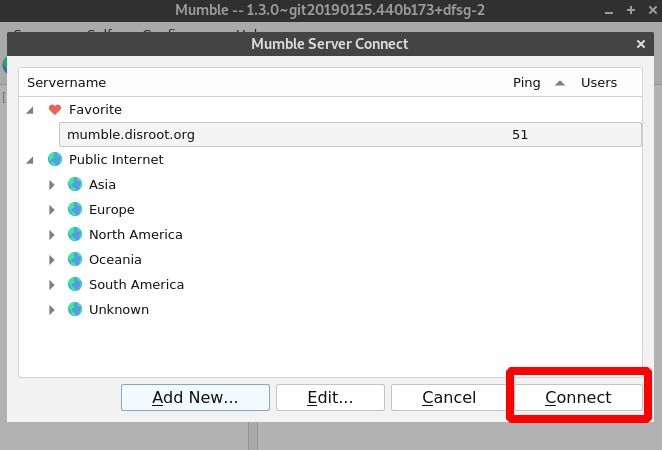 Mumble -- 1.3.0~git20190125.440b173+dfsg-2
Mumble Server Connect
Servername Ping Users
Favorite
mumble.disroot.org 51
Public Internet
Asia
Europe
North America
Oceania
South America
Unknown
Add New... Edit... Cancel Connect